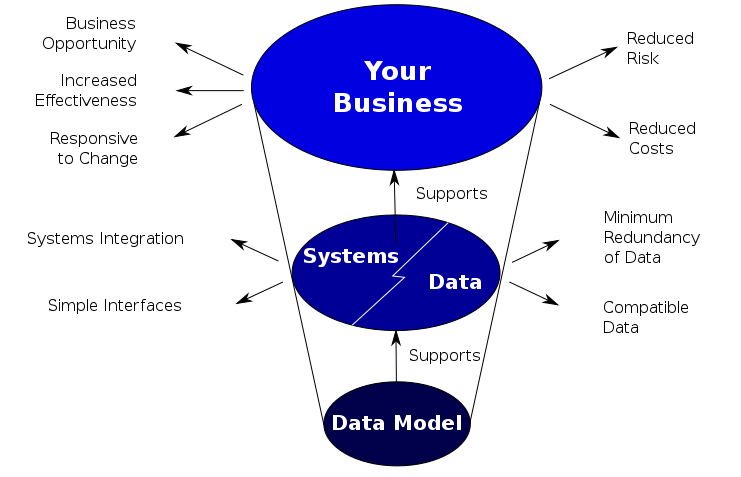 Business
Opportunity
Increased
Effectiveness
Responsive
to Change
Your
Business
Reduced
Risk
Reduced
Costs
Supports
Systems Integration
Simple Interfaces
Systems
Data
Minimum
Redundancy
of Data
Compatible
Data
Supports
Data Model